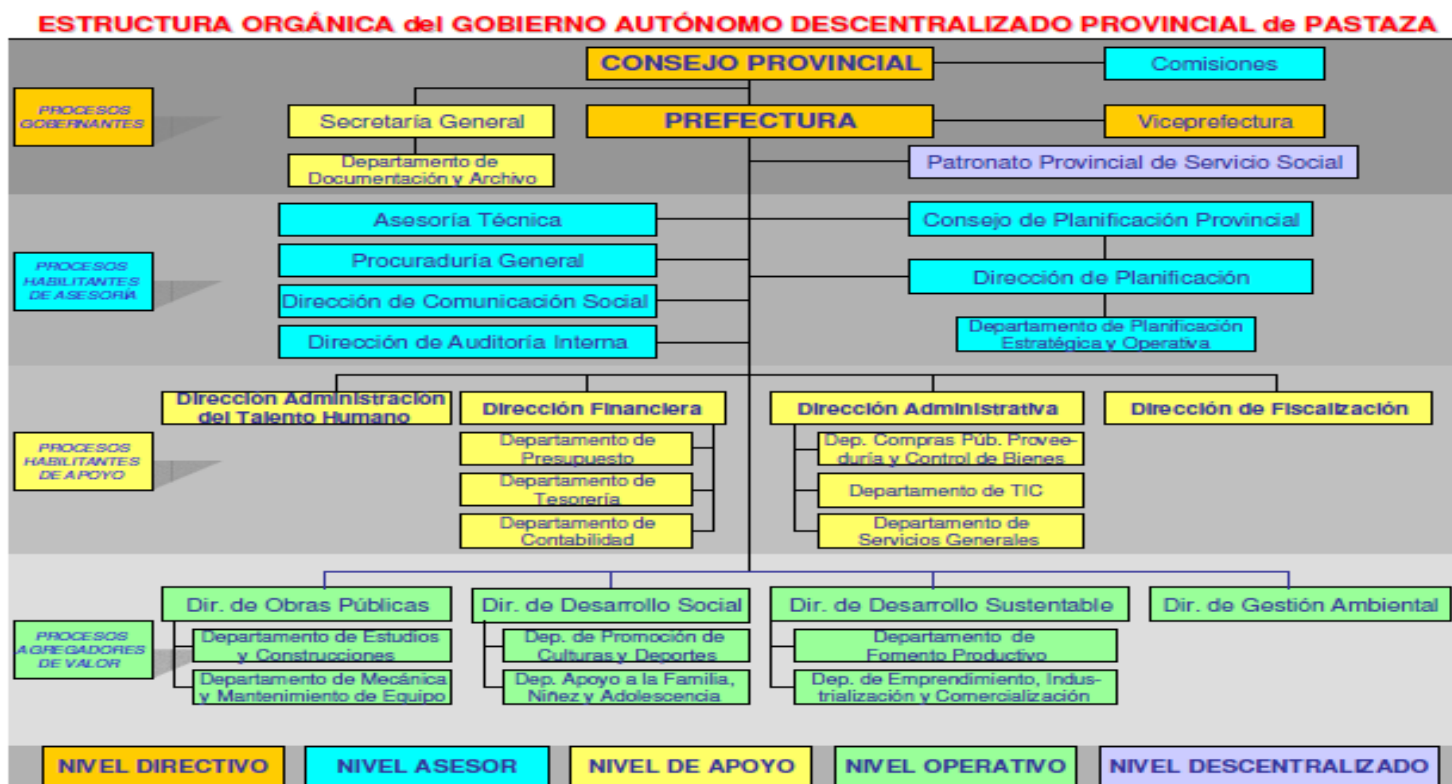 ESTRUCTURA ORGÁNICA del GOBIERNO AUTÓNOMO DESCENTRALIZADO PROVINCIAL de PASTAZA
CONSEJO PROVINCIAL
Comisiones
PROCESOS
GOBERNANTES
Secretaría General
PREFECTURA
Viceprefectura
Departamento de
Documentación y Archivo
Patronato Provincial de Servicio Social
PROCESOS
HABILITANTES
DE ASESORÍA
Asesoría Técnica
Consejo de Planificación Provincial
Procuraduría General
Dirección de Planificación
Dirección de Comunicación Social
Dirección de Auditoría Interna
Departamento de Planificación
Estratégica y Operativa
PROCESOS
HABILITANTES
DE APOYO
Dirección Administración
del Talento Humano
Dirección Financiera
Dirección Administrativa
Dirección de Fiscalización
Departamento de
Presupuesto
Dep. Compras Púb. Provee-
duría y Control de Bienes
Departamento de
Tesorería
Departamento de TIC
Departamento de
Contabilidad
Departamento de
Servicios Generales
PROCESOS
AGREGADORES
DE VALOR
Dir. de Obras Públicas
Dir. de Desarrollo Social
Dir. de Desarrollo Sustentable
Dir. de Gestión Ambiental
Departamento de Estudios
y Construcciones
Dep. de Promoción de
Culturas y Deportes
Departamento de
Fomento Productivo
Departamento de Mecánica
y Mantenimiento de Equipo
Dep. Apoyo a la Familia,
Niñez y Adolescencia
Dep. de Emprendimiento, Indus-
trialización y Comercialización
NIVEL DIRECTIVO
NIVEL ASESOR
NIVEL DE APOYO
NIVEL OPERATIVO
NIVEL DESCENTRALIZADO